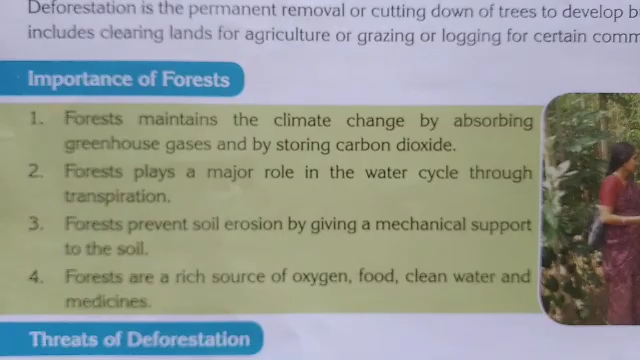 Deforestation is the permanent removal or cutting down of trees to develop
includes clearing lands for agriculture or grazing or logging for certain
Importance of Forests
1. Forests maintains the climate change by absorbing
greenhouse gases and by storing carbon dioxide.
2. Forests plays a major role in the water cycle through
transpiration.
3. Forests prevent soil erosion by giving a mechanical support
to the soil.
4. Forests are a rich source of oxygen, food, clean water and
medicines.
Threats of Deforestation